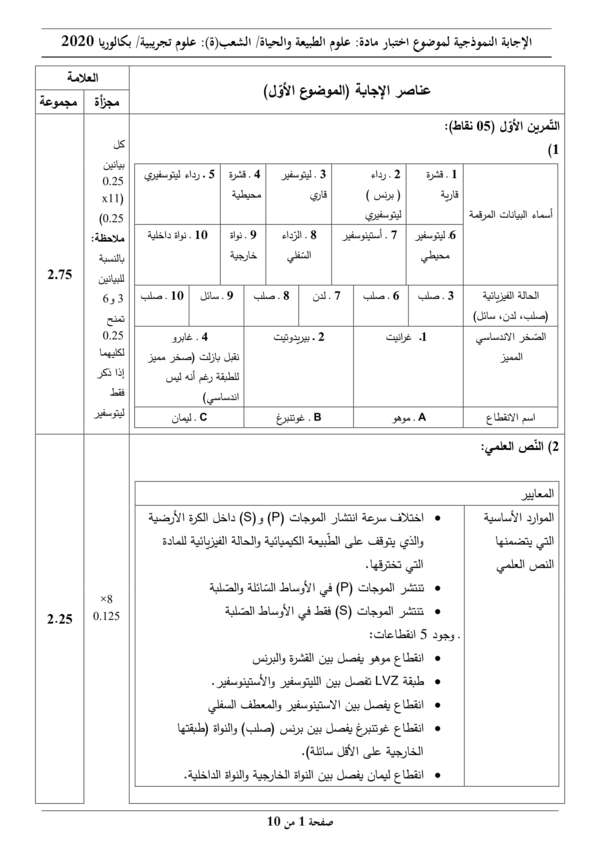 الإجابة النموذجية لموضوع اختبار مادة: علوم الطبيعة والحياة/ الشعب(ة): علوم تجريبية/ بكالوريا 2020
عناصر الإجابة (الموضوع الأوّل)
العلامة
مجزأة
مجموعة
التّمرين الأوّل (05 نقاط):
(1
أسماء البيانات المرقمة
1 . قشرة
قارية
2 . رداء
( برنس )
ليتوسفيري
3 . ليتوسفير
قاري
4 . قشرة
محيطية
5 . رداء ليتوسفيري
6. ليتوسفير
محيطي
7 . أستينوسفير
8 . الرّداء
السّفلي
9 . نواة
خارجية
10 . نواة داخلية
الحالة الفيزيائية
(صلب، لدن، سائل)
3 . صلب
6 . صلب
7 . لدن
8 . صلب
9 . سائل
10 . صلب
الصّخر الاندساسي
المميز
1. غرانيت
2 . بيريدوتيت
4 . غابرو
نقبل بازلت (صخر مميز
للطبقة رغم أنه ليس
اندساسي)
اسم الانقطاع
A . موهو
B . غوتنبرغ
C . ليمان
كل
بيانين
0.25
x11)
(0.25
ملاحظة:
بالنسبة
للبيانين
3 و 6
تمنح
0.25
لكليهما
إذا ذكر
فقط
ليتوسفير
2.75
2) النّص العلمي:
المعايير
الموارد الأساسية
التي يتضمنها
النص العلمي
• اختلاف سرعة انتشار الموجات (P) و (S) داخل الكرة الأرضية
والذي يتوقف على الطّبيعة الكيميائية والحالة الفيزيائية للمادة
التي تخترقها.
• تنتشر الموجات (P) في الأوساط السّائلة والصّلبة
• تنتشر الموجات (S) فقط في الأوساط الصّلبة
. وجود 5 انقطاعات:
• انقطاع موهو يفصل بين القشرة والبرنس
• طبقة LVZ تفصل بين الليتوسفير والأستينوسفير.
• انقطاع يفصل بين الاستينوسفير والمعطف السفلي
• انقطاع غوتنبرغ يفصل بين برنس (صلب) والنواة (طبقتها
الخارجية على الأقل سائلة).
• انقطاع ليمان يفصل بين النواة الخارجية والنواة الداخلية.
×8
0.125
2.25
صفحة 1 من 10